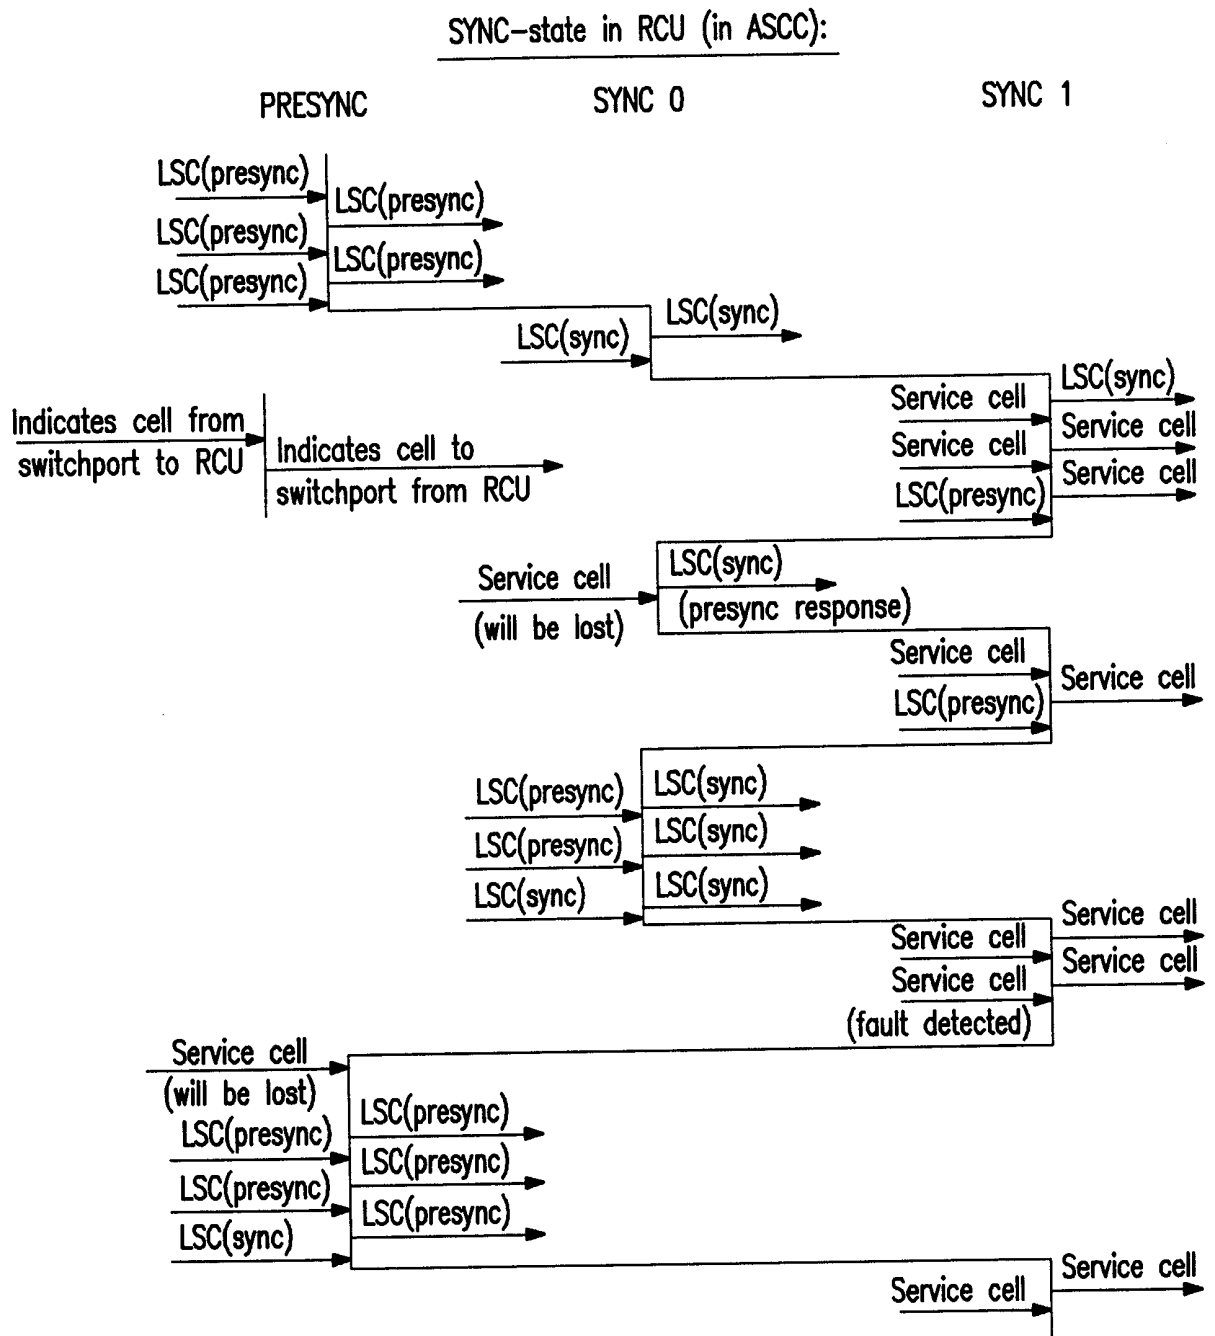 SYNC-state in RCU (in ASCC):
PRESYNC
SYNC 0
SYNC 1
LSC(presync)
LSC(presync)
LSC(presync)
LSC(presync)
LSC(presync)
LSC(sync)
LSC(sync)
Service cell
LSC(sync)
Indicates cell from
switchport to RCU
Indicates cell to
switchport from RCU
Service cell
Service cell
Service cell
LSC(presync)
Service cell
(will be lost)
LSC(sync)
(presync response)
Service cell
Service cell
LSC(presync)
LSC(presync)
LSC(sync)
LSC(presync)
LSC(sync)
LSC(sync)
LSC(sync)
Service cell
Service cell
Service cell
Service cell
(fault detected)
Service cell
(will be lost)
LSC(presync)
LSC(presync)
LSC(presync)
LSC(presync)
LSC(presync)
LSC(sync)
Service cell
Service cell